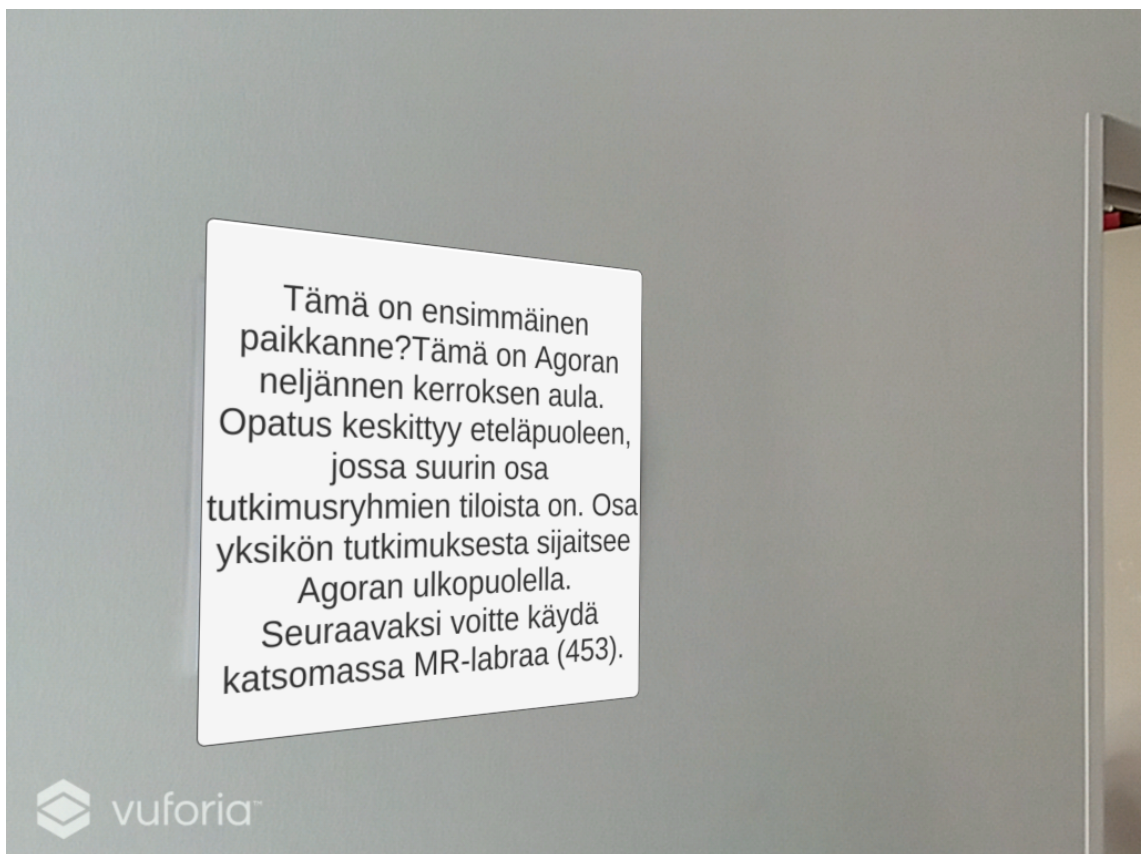 Tämä on ensimmäinen
paikkanne?Tämä on Agoran
neljännen kerroksen aula.
Opatus keskittyy eteläpuoleen,
jossa suurin osa
tutkimusryhmien tiloista on. Osa
yksikön tutkimuksesta sijaitsee
Agoran ulkopuolella.
Seuraavaksi voitte käydä
katsomassa MR-labraa (453).
vuforia™